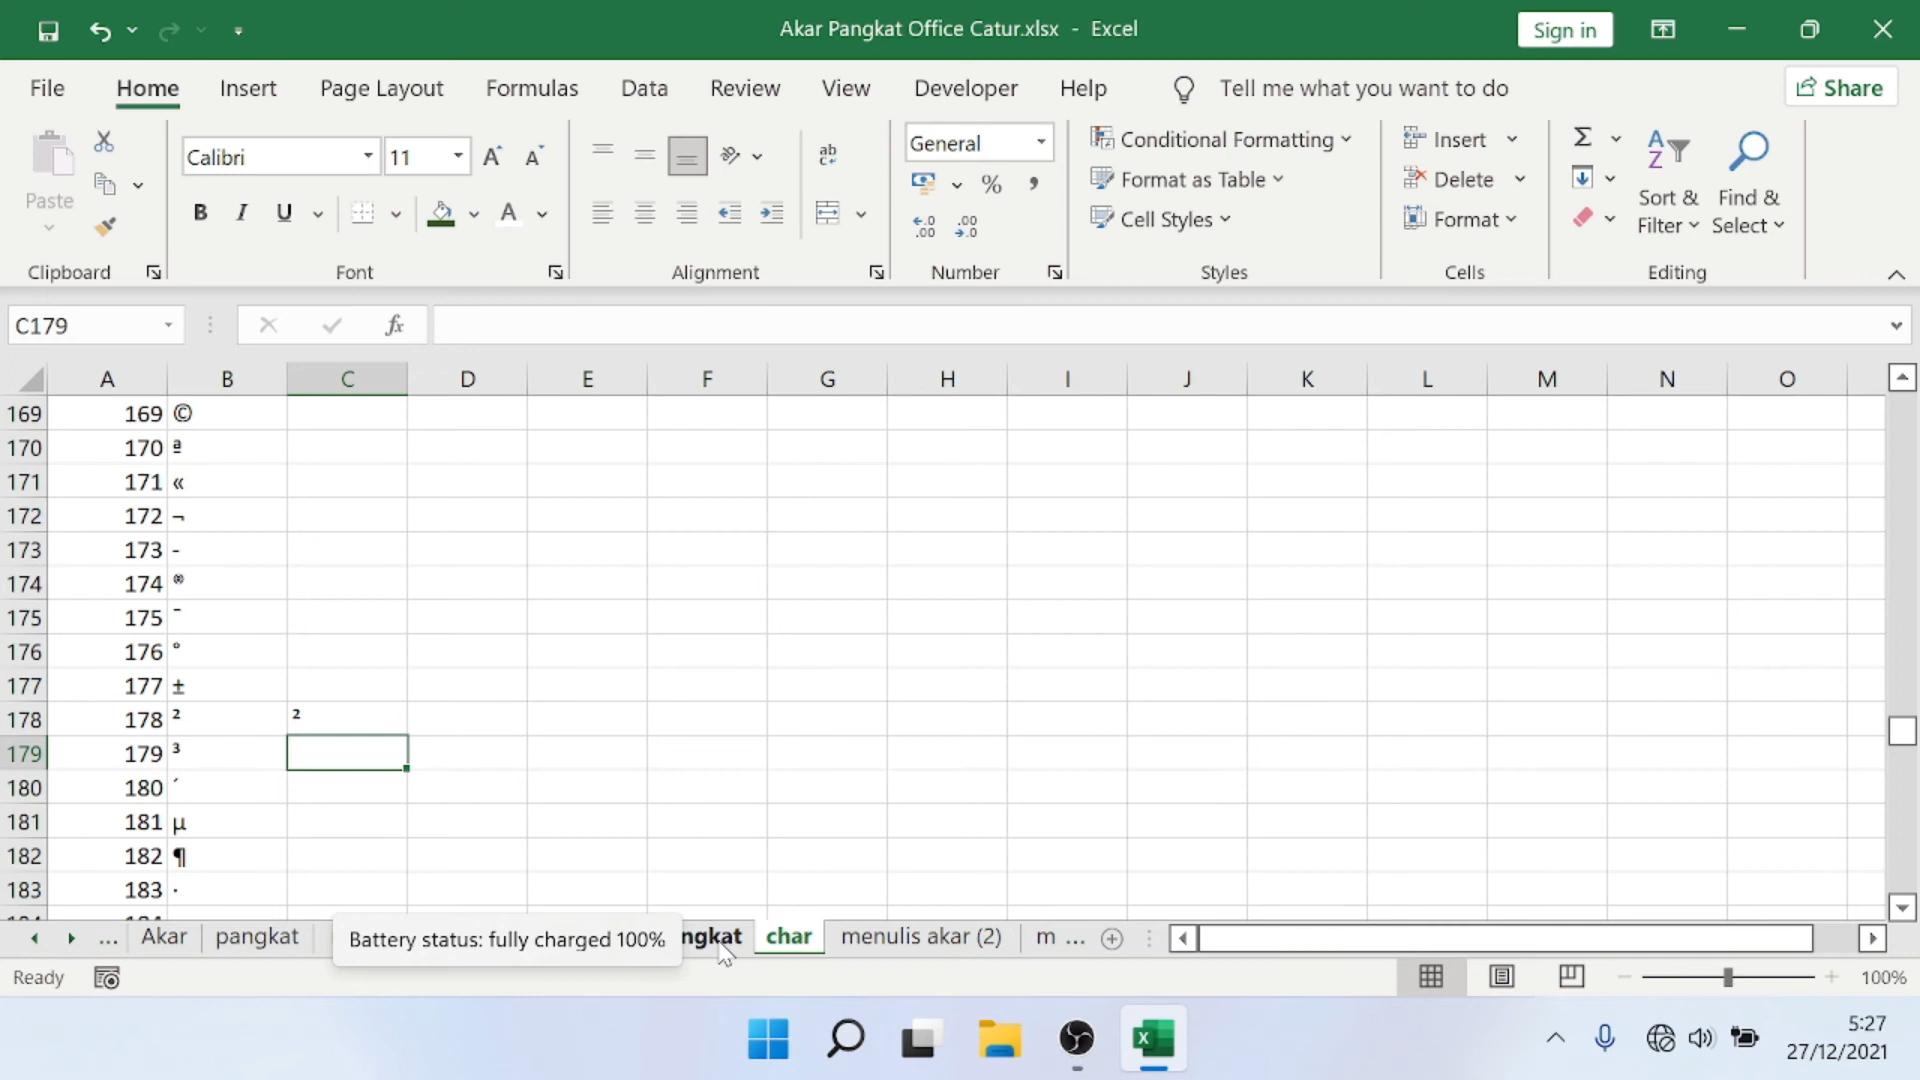 Akar Pangkat Office Catur.xlsx - Excel
Sign in
File Home Insert Page Layout Formulas Data Review View Developer Help Tell me what you want to do Share
Paste
Clipboard
Calibri 11
B I U A
Font
ab
Alignment
General
% ,
Number
Conditional Formatting
Format as Table
Cell Styles
Styles
Insert
Delete
Format
Cells
Σ
Sort & Filter
Find & Select
Editing
C179 fx
A B C D E F G H I J K L M N O
169 169 ©
170 170 ª
171 171 «
172 172 ¬
173 173 -
174 174 ®
175 175 ¯
176 176 °
177 177 ±
178 178 ² ²
179 179 ³
180 180 ´
181 181 µ
182 182 ¶
183 183 ·
... Akar pangkat ngkat char menulis akar (2) m ...
Battery status: fully charged 100%
Ready 100%
5:27
27/12/2021